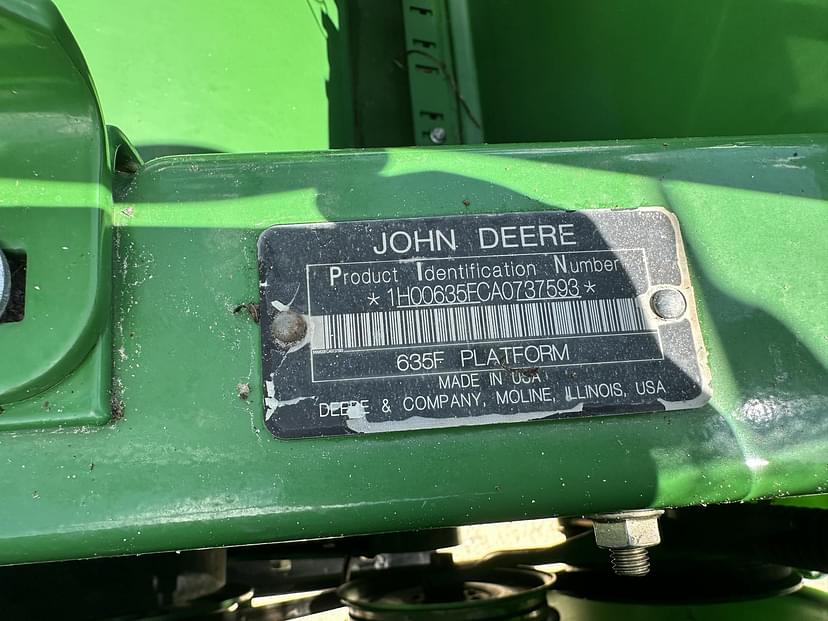 JOHN DEERE
Product Identification Number
*1H00635FCA0737593*
635F PLATFORM
MADE IN USA
DEERE & COMPANY, MOLINE, ILLINOIS, USA